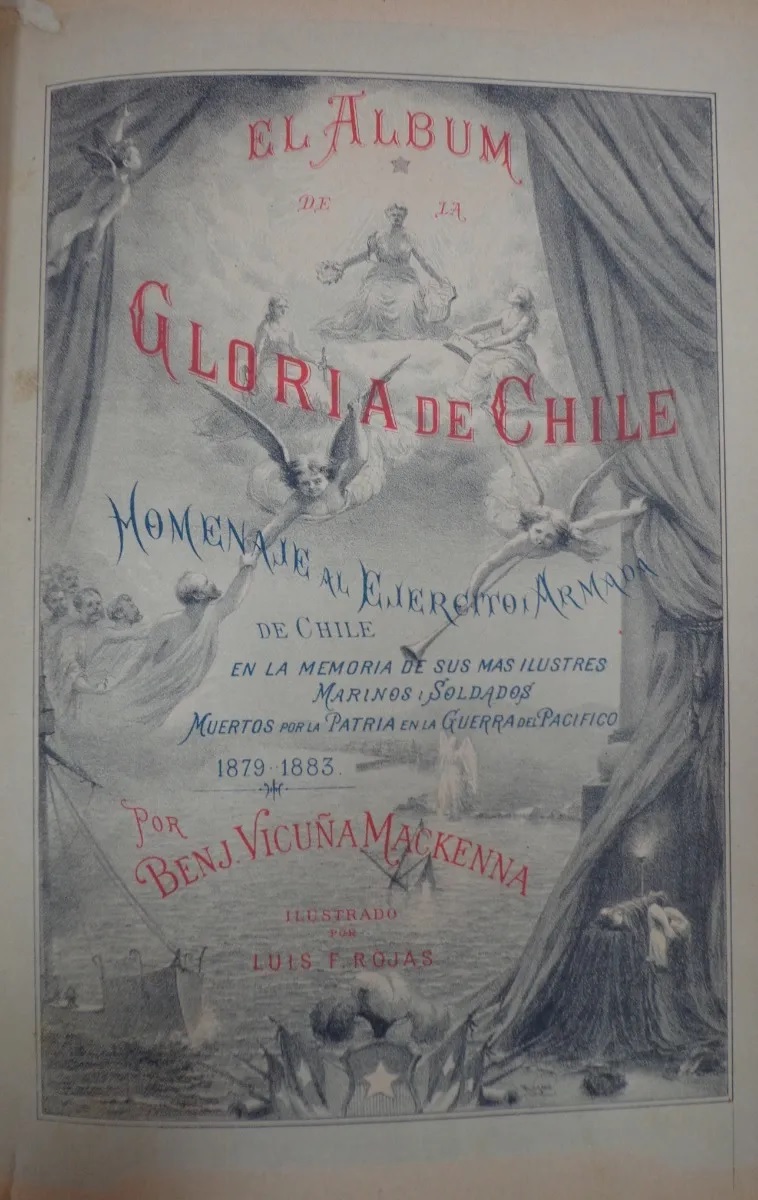 EL ALBUM
DE LA
GLORIA DE CHILE
HOMENAJE AL EJERCITO I ARMADA
DE CHILE
EN LA MEMORIA DE SUS MAS ILUSTRES
MARINOS I SOLDADOS
MUERTOS POR LA PATRIA EN LA GUERRA DEL PACIFICO
1879-1883.
POR
BENJ. VICUÑA MACKENNA
ILUSTRADO
POR
LUIS F. ROJAS